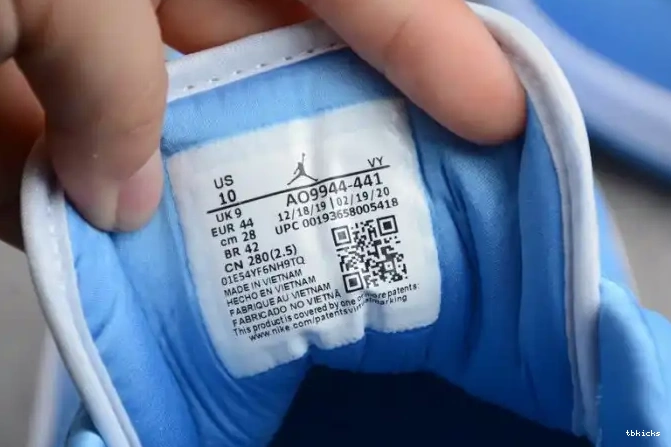 US
10
VY
AO9944-441
UK 9
12/18/19 | 02/19/20
EUR 44
UPC 00193658005418
cm 28
BR 42
CN 280(2.5)
01E54YF6NH9TQ
MADE IN VIETNAM
HECHO EN VIETNAM
FABRIQUE AU VIETNAM
FABRICADO NO VIETNÃ
This product is covered by one or more patents:
www.nike.com/patentsvirtualmarking
tbkicks